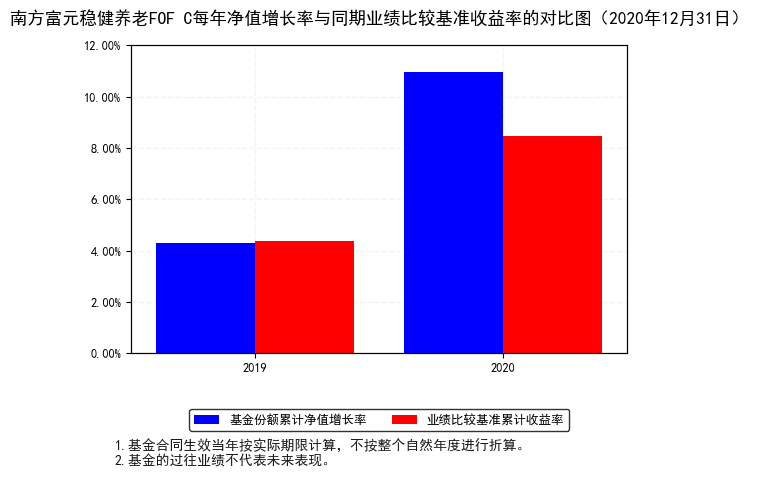 南方富元稳健养老FOF C每年净值增长率与同期业绩比较基准收益率的对比图（2020年12月31日）
12.00%
10.00%
8.00%
6.00%
4.00%
2.00%
0.00%
2019 2020
基金份额累计净值增长率 业绩比较基准累计收益率
1.基金合同生效当年按实际期限计算，不按整个自然年度进行折算。
2.基金的过往业绩不代表未来表现。